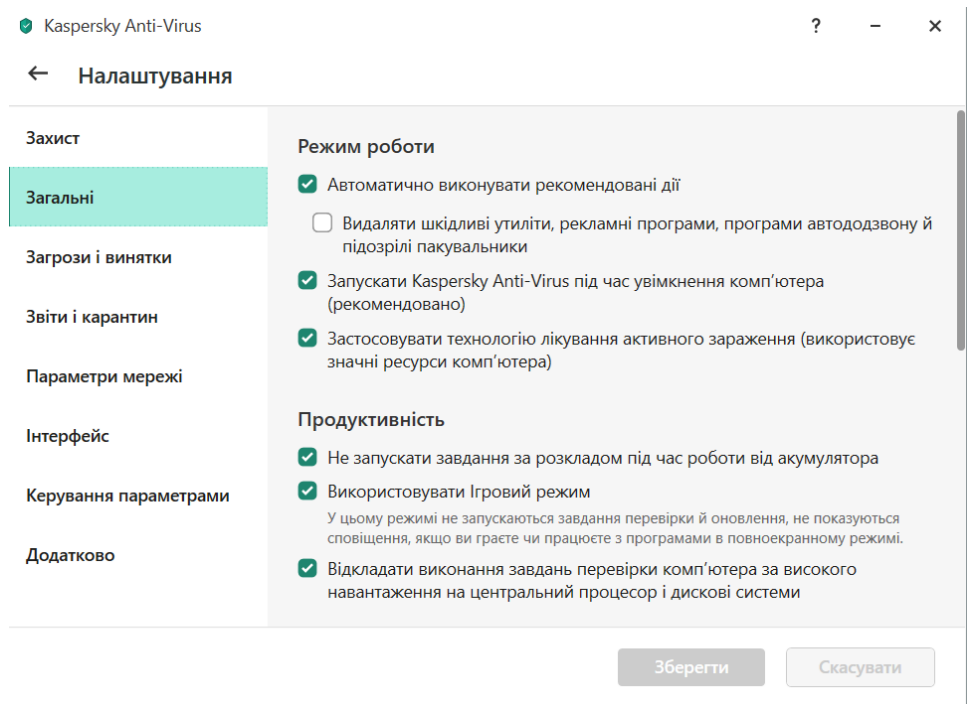 Kaspersky Anti-Virus
?
Налаштування
Захист
Загальні
Загрози і винятки
Звіти і карантин
Параметри мережі
Інтерфейс
Керування параметрами
Додатково
Режим роботи
Автоматично виконувати рекомендовані дії
Видаляти шкідливі утиліти, рекламні програми, програми автододзвону й
підозрілі пакувальники
Запускати Kaspersky Anti-Virus під час увімкнення комп’ютера
(рекомендовано)
Застосовувати технологію лікування активного зараження (використовує
значні ресурси комп’ютера)
Продуктивність
Не запускати завдання за розкладом під час роботи від акумулятора
Використовувати Ігровий режим
У цьому режимі не запускаються завдання перевірки й оновлення, не показуються
сповіщення, якщо ви граєте чи працюєте з програмами в повноекранному режимі.
Відкладати виконання завдань перевірки комп’ютера за високого
навантаження на центральний процесор і дискові системи
Зберегти
Скасувати